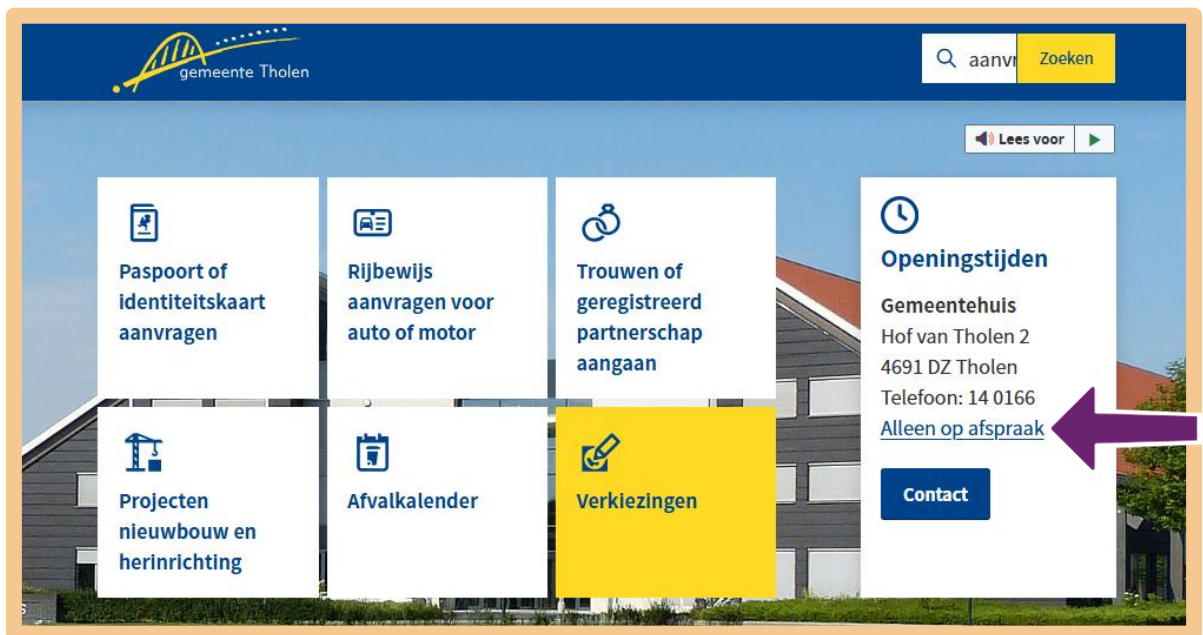 gemeente Tholen
aanvr
Zoeken
Lees voor
Paspoort of
identiteitskaart
aanvragen
Rijbewijs
aanvragen voor
auto of motor
Trouwen of
geregistreerd
partnerschap
aangaan
Projecten
nieuwbouw en
herinrichting
Afvalkalender
Verkiezingen
Openingstijden
Gemeentehuis
Hof van Tholen 2
4691 DZ Tholen
Telefoon: 14 0166
Alleen op afspraak
Contact